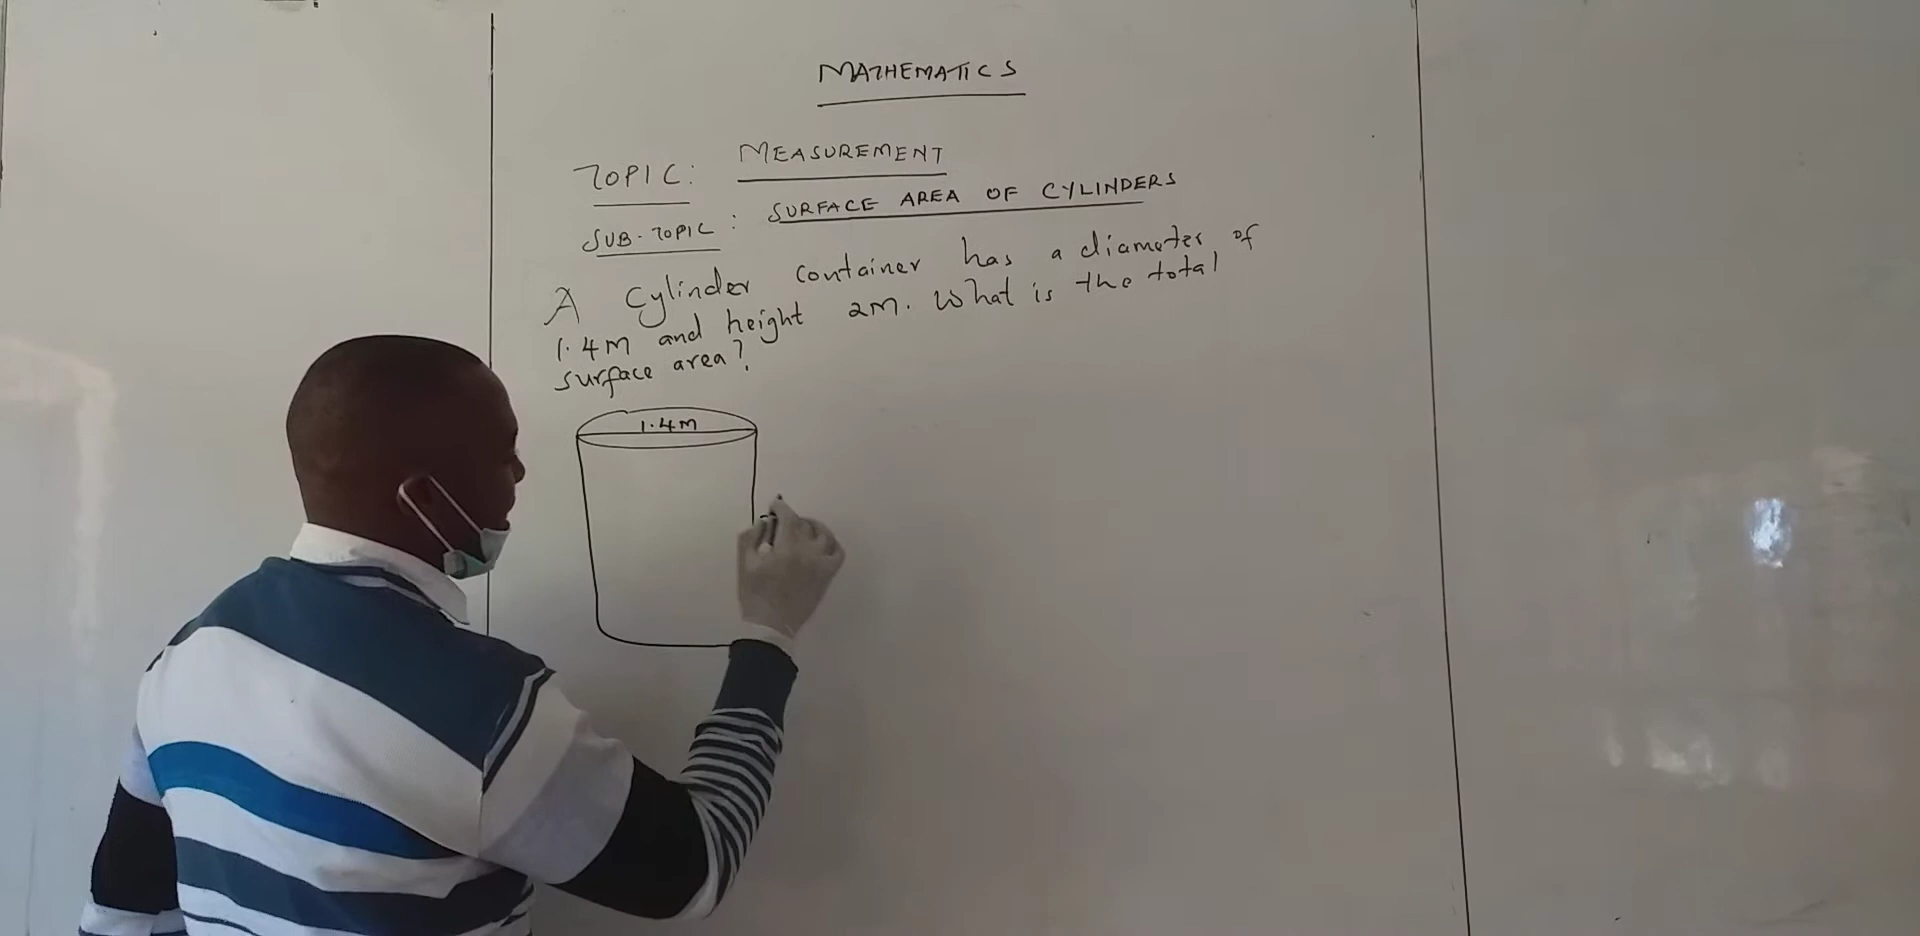 MATHEMATICS
TOPIC: MEASUREMENT
SUB-TOPIC: SURFACE AREA OF CYLINDERS
A Cylinder container has a diameter of
1.4M and height 2M. What is the total
surface area?
1.4M